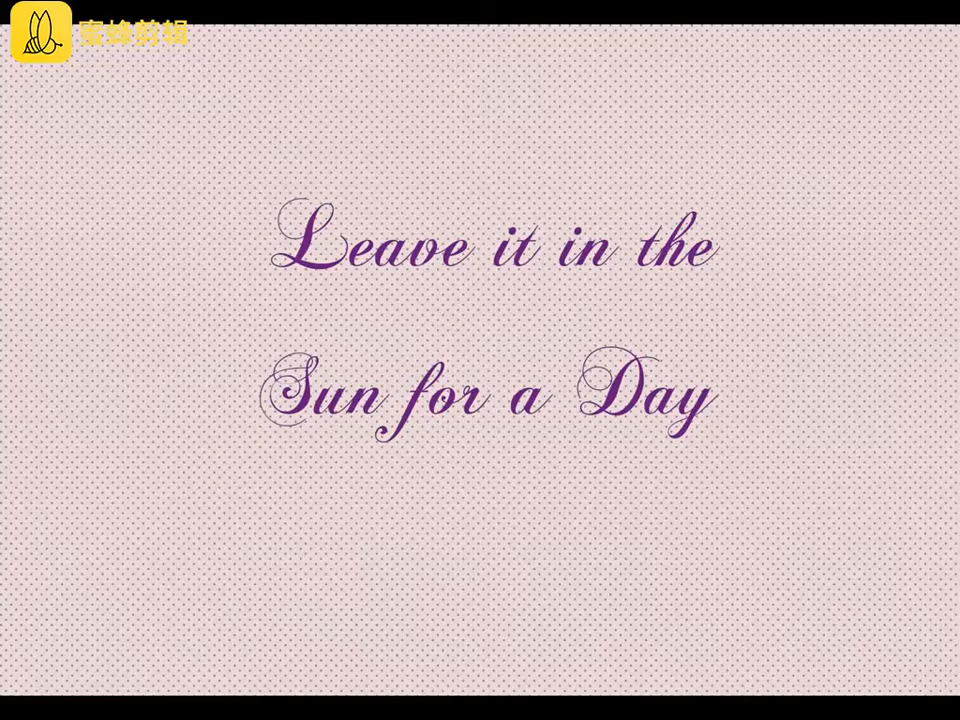 蜜蜂剪辑
Leave it in the
Sun for a Day